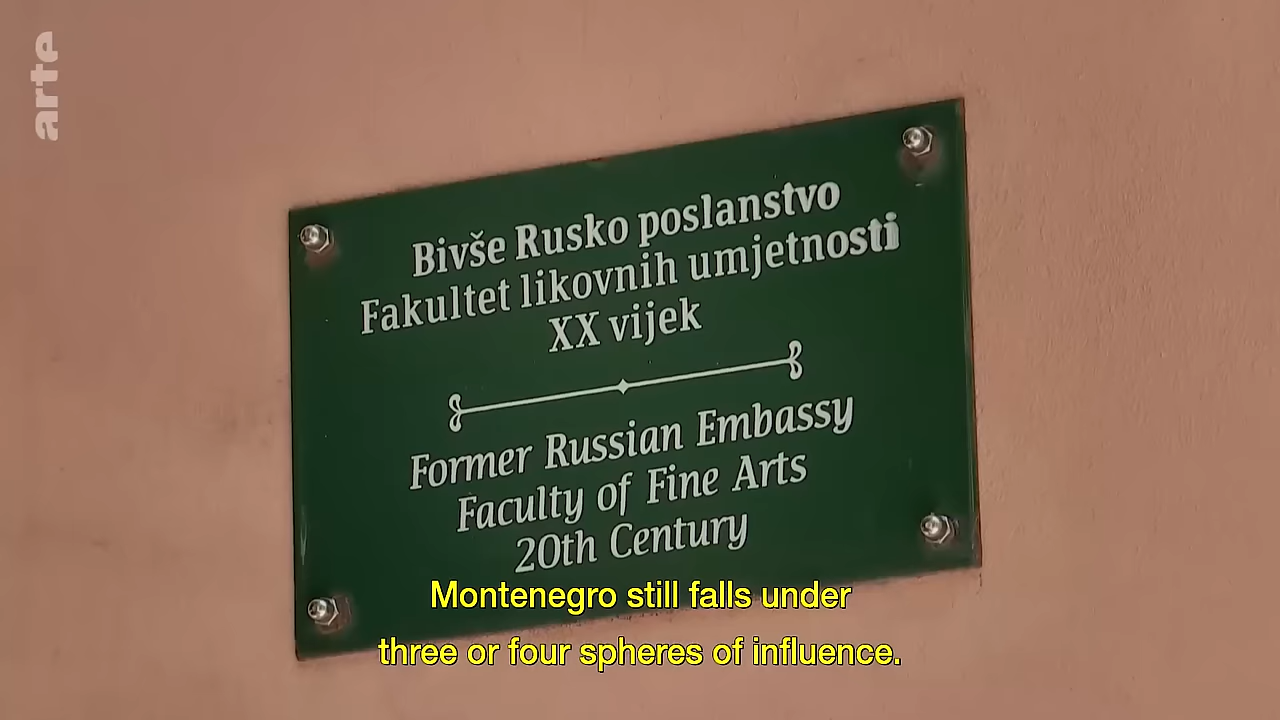 arte
Bivše Rusko poslanstvo
Fakultet likovnih umjetnosti
XX vijek
Former Russian Embassy
Faculty of Fine Arts
20th Century
Montenegro still falls under
three or four spheres of influence.